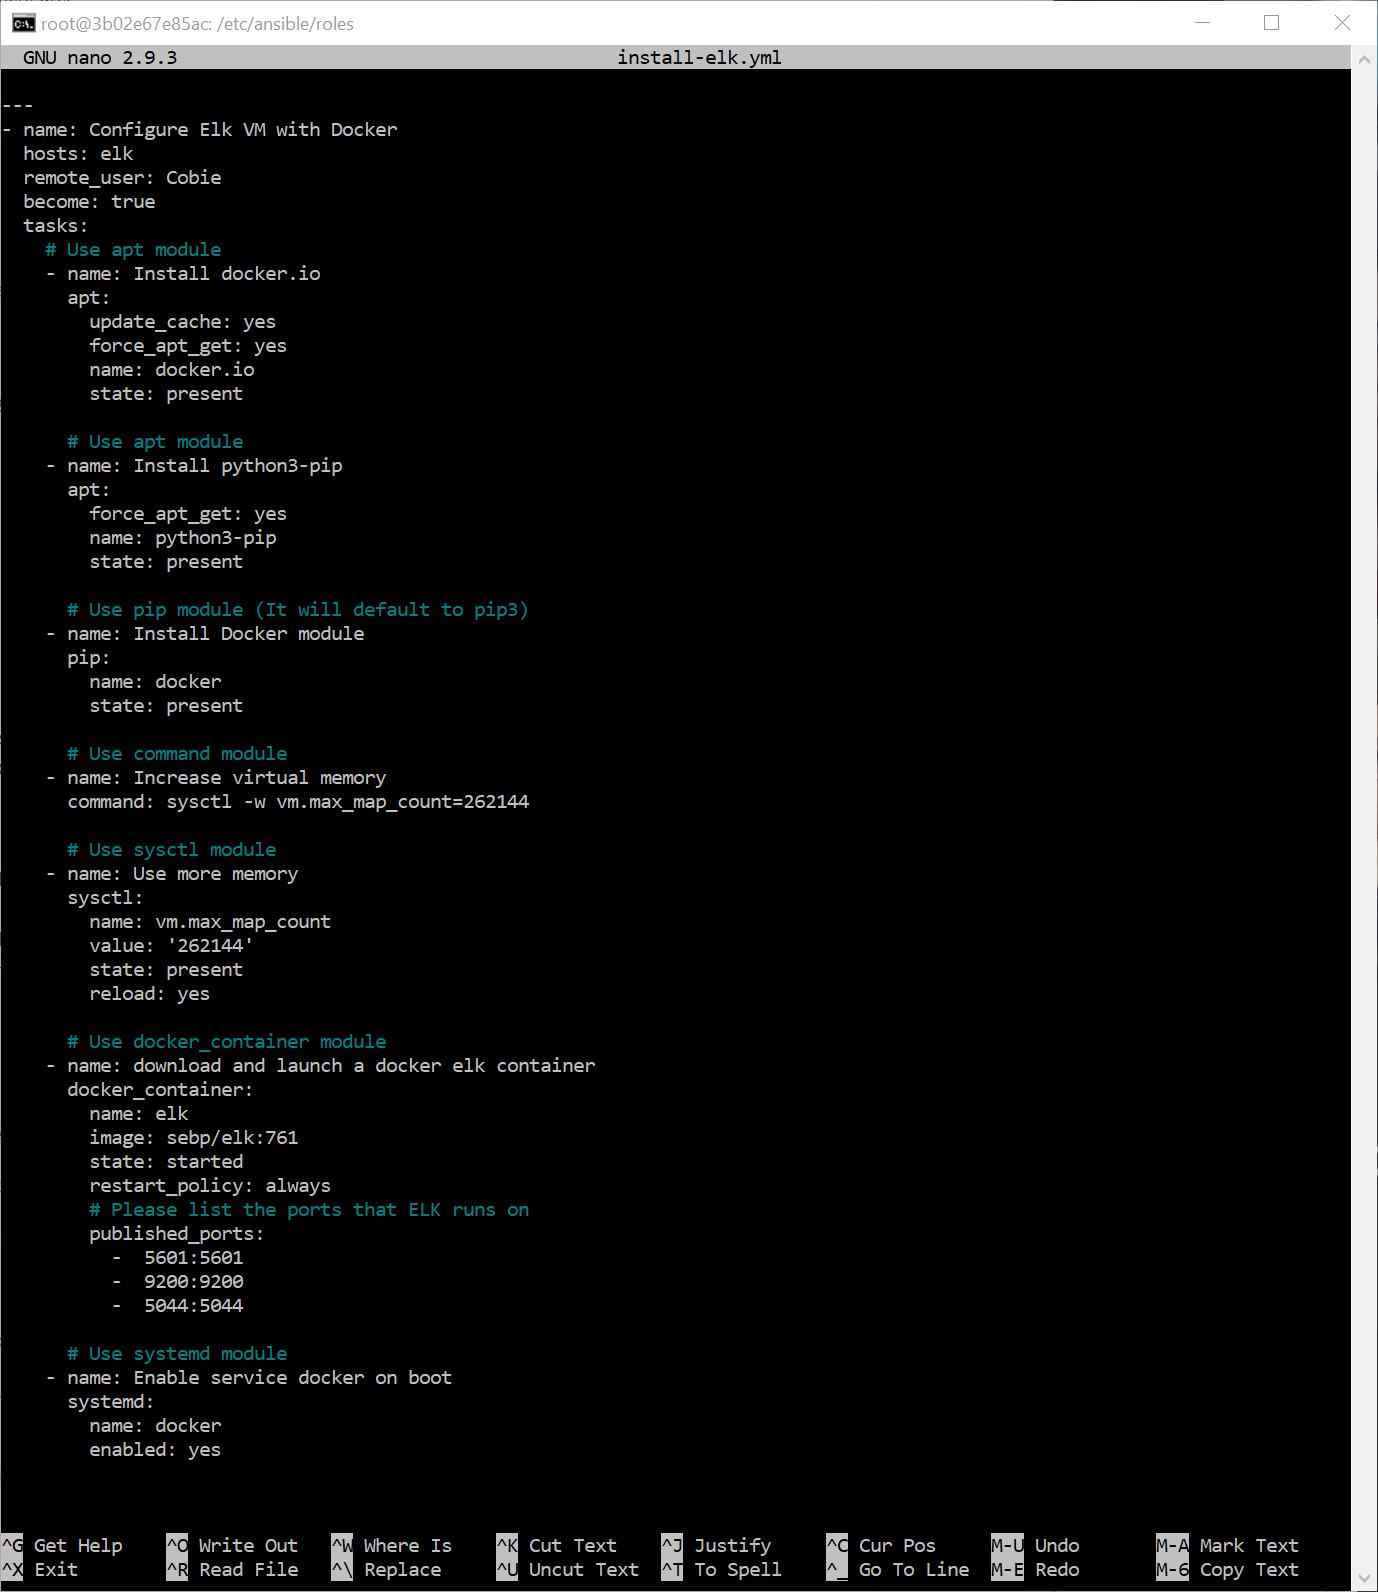 root@3b02e67e85ac: /etc/ansible/roles
GNU nano 2.9.3 install-elk.yml
---
- name: Configure Elk VM with Docker
  hosts: elk
  remote_user: Cobie
  become: true
  tasks:
    # Use apt module
    - name: Install docker.io
      apt:
        update_cache: yes
        force_apt_get: yes
        name: docker.io
        state: present
      # Use apt module
    - name: Install python3-pip
      apt:
        force_apt_get: yes
        name: python3-pip
        state: present
      # Use pip module (It will default to pip3)
    - name: Install Docker module
      pip:
        name: docker
        state: present
      # Use command module
    - name: Increase virtual memory
      command: sysctl -w vm.max_map_count=262144
      # Use sysctl module
    - name: Use more memory
      sysctl:
        name: vm.max_map_count
        value: '262144'
        state: present
        reload: yes
      # Use docker_container module
    - name: download and launch a docker elk container
      docker_container:
        name: elk
        image: sebp/elk:761
        state: started
        restart_policy: always
        # Please list the ports that ELK runs on
        published_ports:
          -  5601:5601
          -  9200:9200
          -  5044:5044
      # Use systemd module
    - name: Enable service docker on boot
      systemd:
        name: docker
        enabled: yes
^G Get Help ^O Write Out ^W Where Is ^K Cut Text ^J Justify ^C Cur Pos M-U Undo M-A Mark Text
^X Exit ^R Read File ^\ Replace ^U Uncut Text ^T To Spell ^_ Go To Line M-E Redo M-6 Copy Text